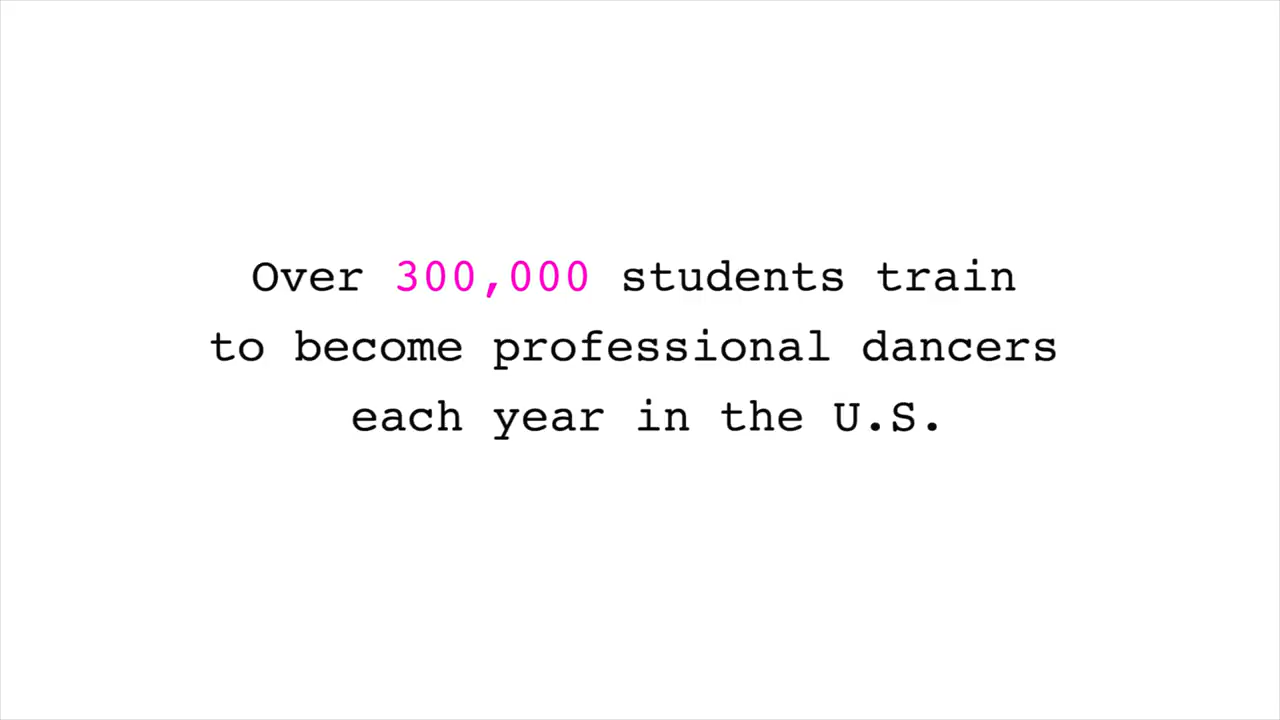 Over 300,000 students train
to become professional dancers
each year in the U.S.